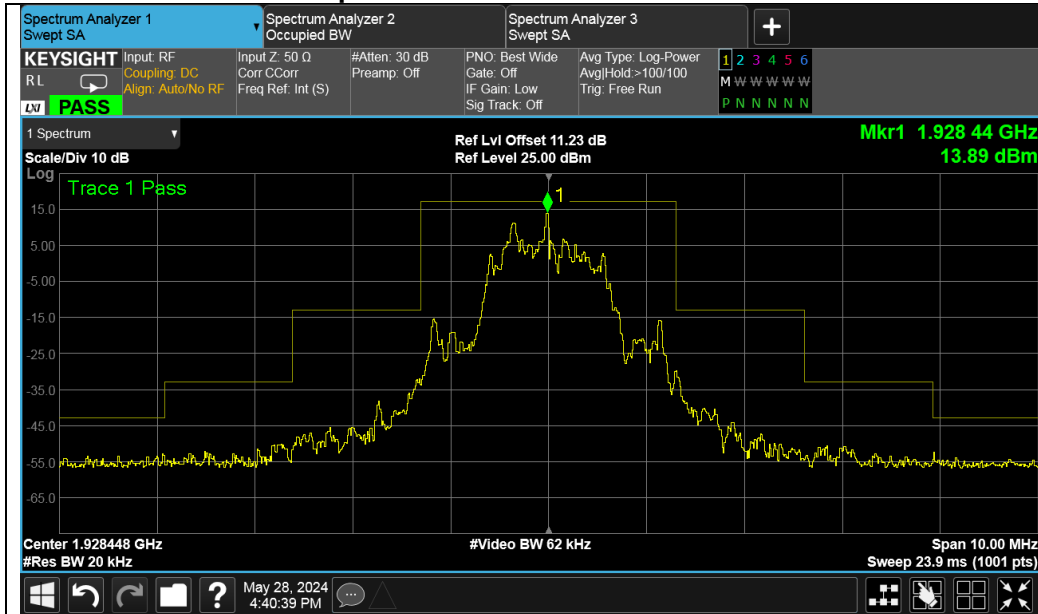 Spectrum Analyzer 1
Swept SA
Spectrum Analyzer 2
Occupied BW
Spectrum Analyzer 3
Swept SA
KEYSIGHT
R L
LXI PASS
Input: RF
Coupling: DC
Align: Auto/No RF
Input Z: 50 Ω
Corr CCorr
Freq Ref: Int (S)
#Atten: 30 dB
Preamp: Off
PNO: Best Wide
Gate: Off
IF Gain: Low
Sig Track: Off
Avg Type: Log-Power
Avg|Hold:>100/100
Trig: Free Run
1 2 3 4 5 6
M W W W W W
P N N N N N
1 Spectrum
Scale/Div 10 dB
Log
Ref Lvl Offset 11.23 dB
Ref Level 25.00 dBm
Mkr1 1.928 44 GHz
13.89 dBm
Trace 1 Pass
1
15.0
5.00
-5.00
-15.0
-25.0
-35.0
-45.0
-55.0
-65.0
Center 1.928448 GHz
#Res BW 20 kHz
#Video BW 62 kHz
Span 10.00 MHz
Sweep 23.9 ms (1001 pts)
?
May 28, 2024
4:40:39 PM